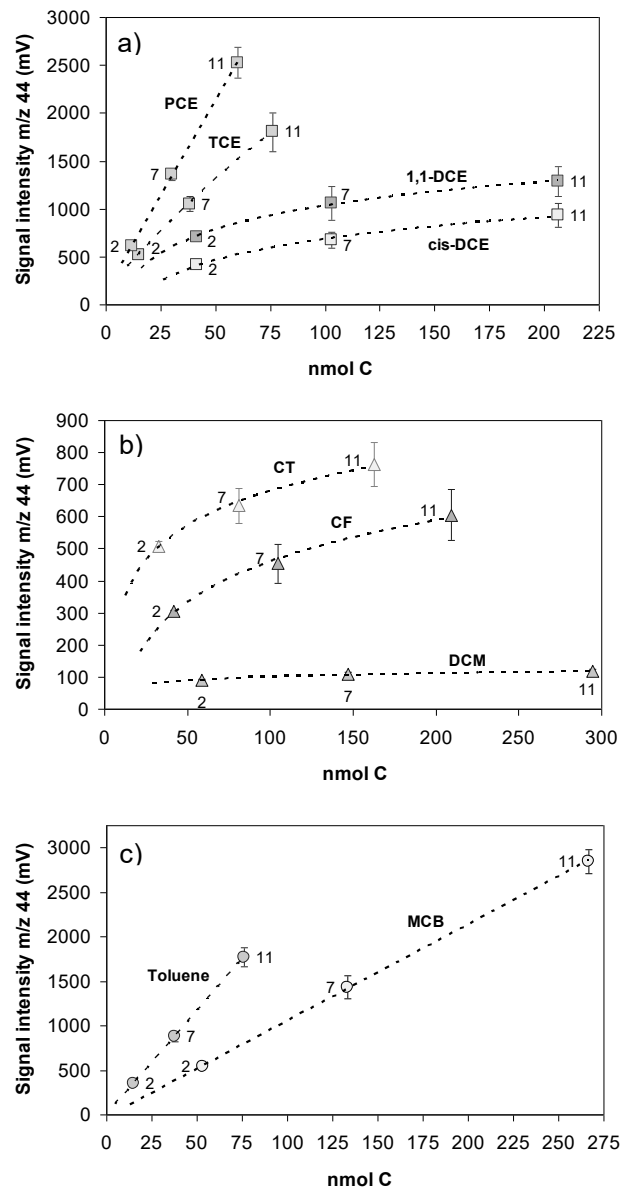 a)
Signal intensity m/z 44 (mV)
3000
2500
2000
1500
1000
500
0
11
PCE
TCE
11
7
7
1,1-DCE
7
11
2
2
2
cis-DCE
7
11
2
0 25 50 75 100 125 150 175 200 225
nmol C
b)
Signal intensity m/z 44 (mV)
900
800
700
600
500
400
300
200
100
0
CT
11
7
2
CF
11
7
2
DCM
2
7
11
0 50 100 150 200 250 300
nmol C
c)
Signal intensity m/z 44 (mV)
3000
2500
2000
1500
1000
500
0
11
MCB
Toluene
11
7
7
2
2
0 25 50 75 100 125 150 175 200 225 250 275
nmol C